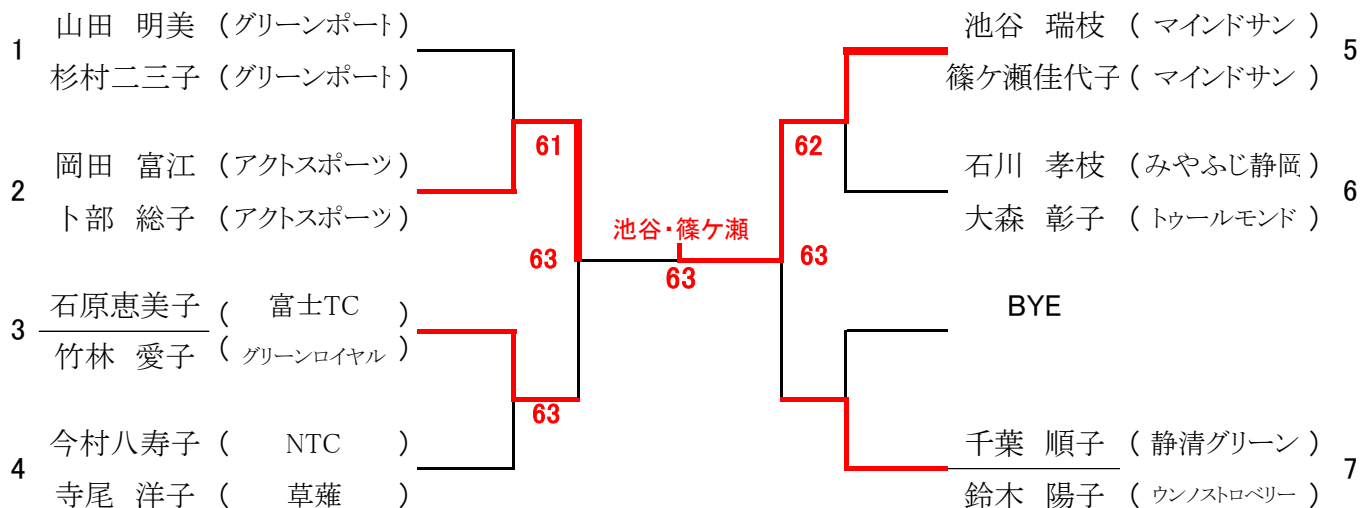 1
山田 明美 (グリーンポート)
杉村二三子 (グリーンポート)
61
2
岡田 富江 (アクトスポーツ)
卜部 総子 (アクトスポーツ)
63
3
石原恵美子 ( 富士TC )
竹林 愛子 ( グリーンロイヤル )
63
4
今村八寿子 ( NTC )
寺尾 洋子 ( 草薙 )
池谷・篠ケ瀬
63
池谷 瑞枝 ( マインドサン )
篠ケ瀬佳代子 ( マインドサン )
5
62
石川 孝枝 (みやふじ静岡)
大森 彰子 ( トゥールモンド )
6
63
BYE
千葉 順子 ( 静清グリーン )
鈴木 陽子 ( ウンノストロベリー )
7